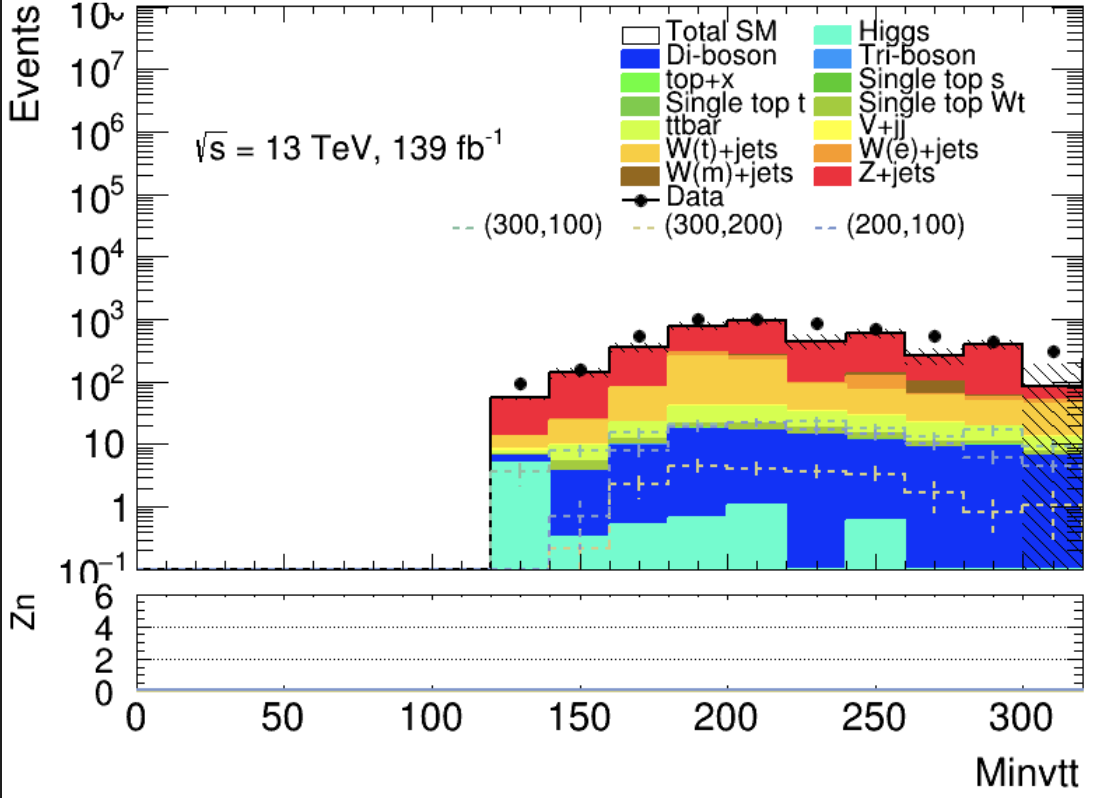 Events
10⁸
10⁷
10⁶
10⁵
10⁴
10³
10²
10
1
10⁻¹
√s = 13 TeV, 139 fb⁻¹
Total SM Higgs
Di-boson Tri-boson
top+x Single top s
Single top t Single top Wt
ttbar V+jj
W(t)+jets W(e)+jets
W(m)+jets Z+jets
Data
(300,100) (300,200) (200,100)
Zn
6
4
2
0
0 50 100 150 200 250 300
Minvtt